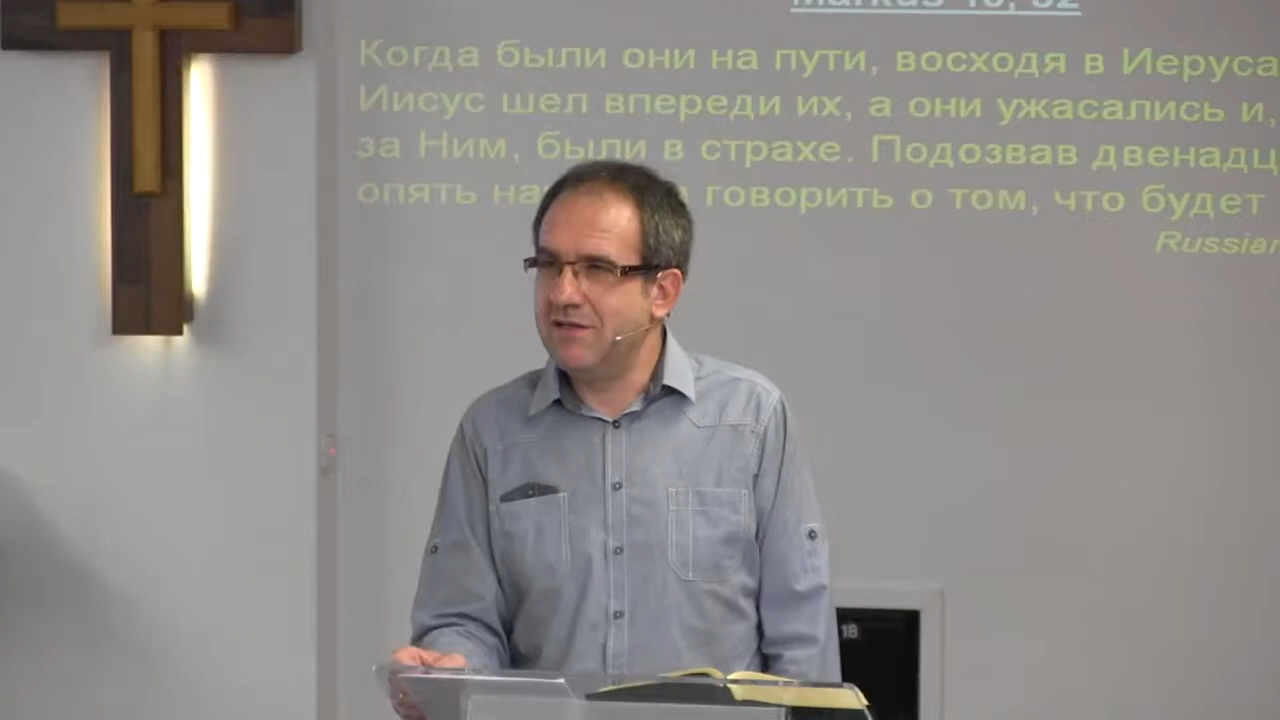 Markus 10, 32
Когда были они на пути, восходя в Иеруса
Иисус шел впереди их, а они ужасались и,
за Ним, были в страхе. Подозвав двенадц
опять на говорить о том, что будет
Russian
18